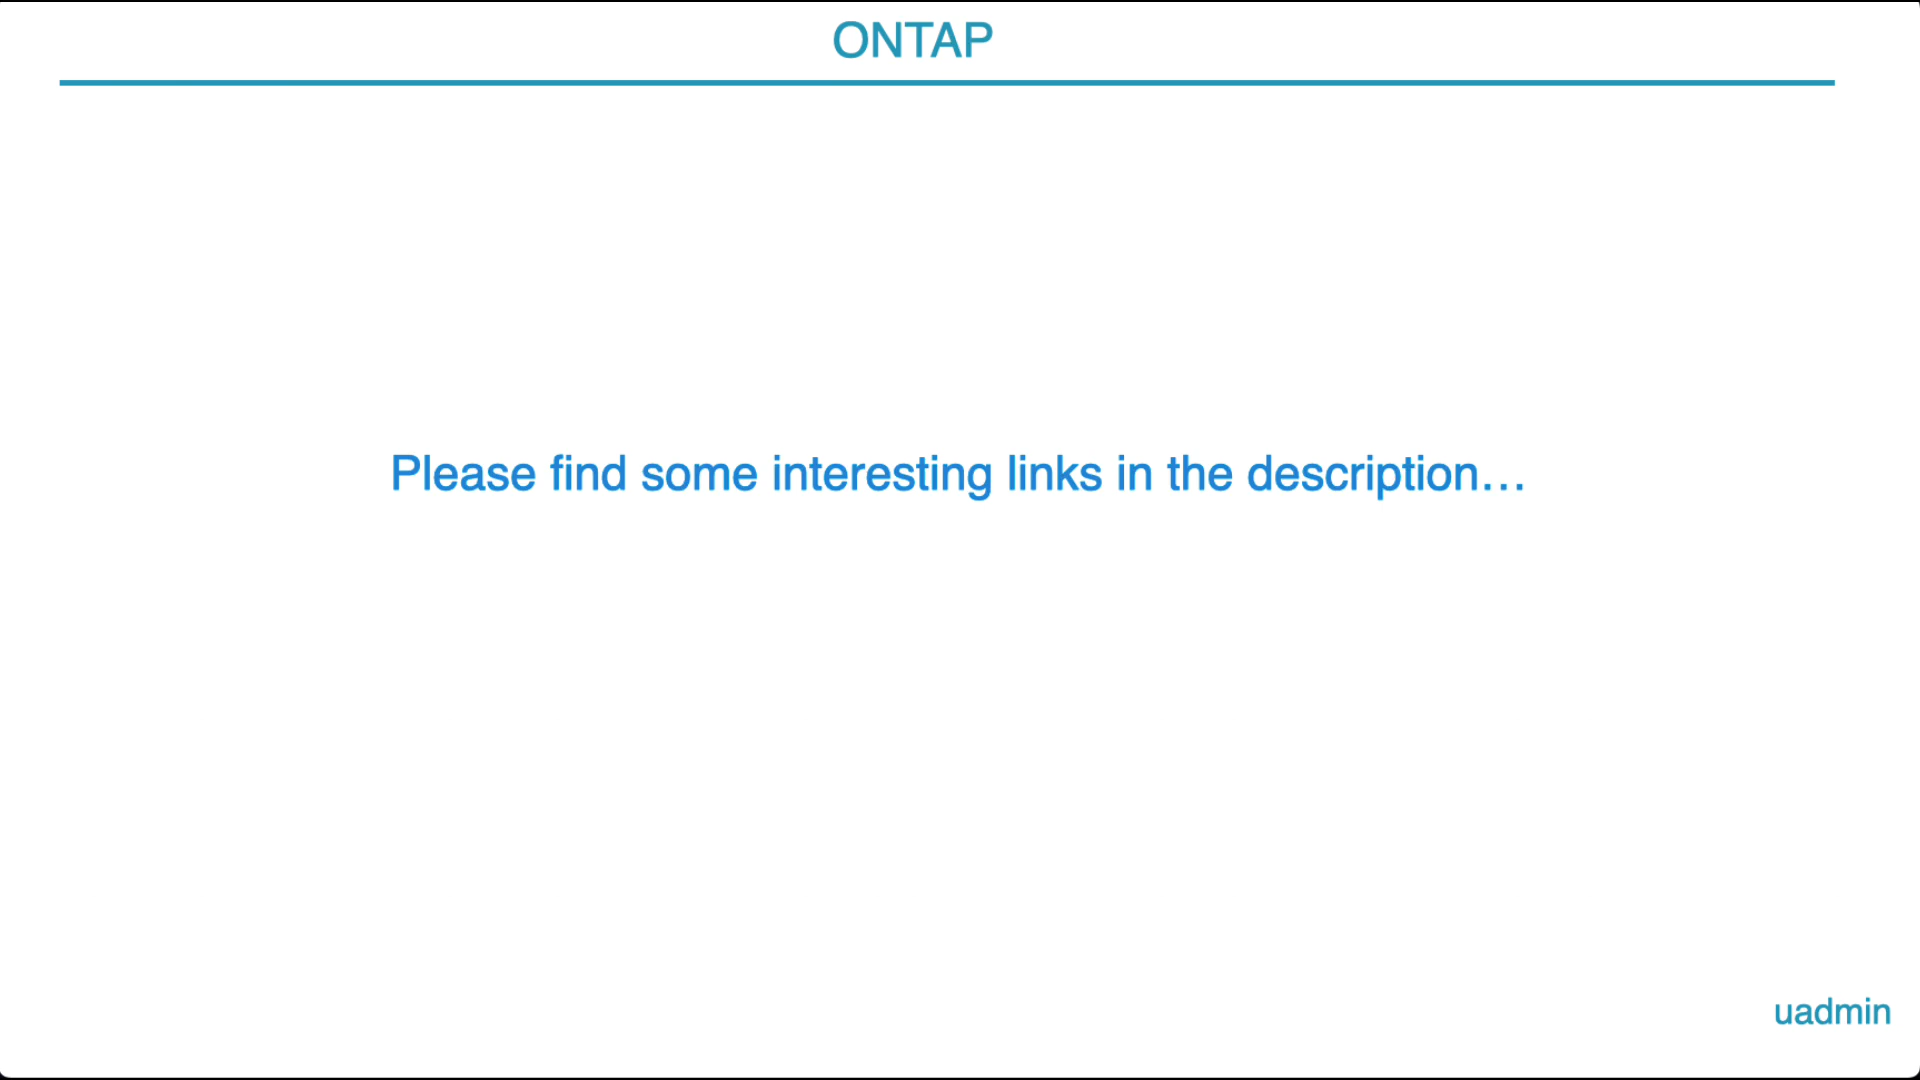 ONTAP
Please find some interesting links in the description…
uadmin